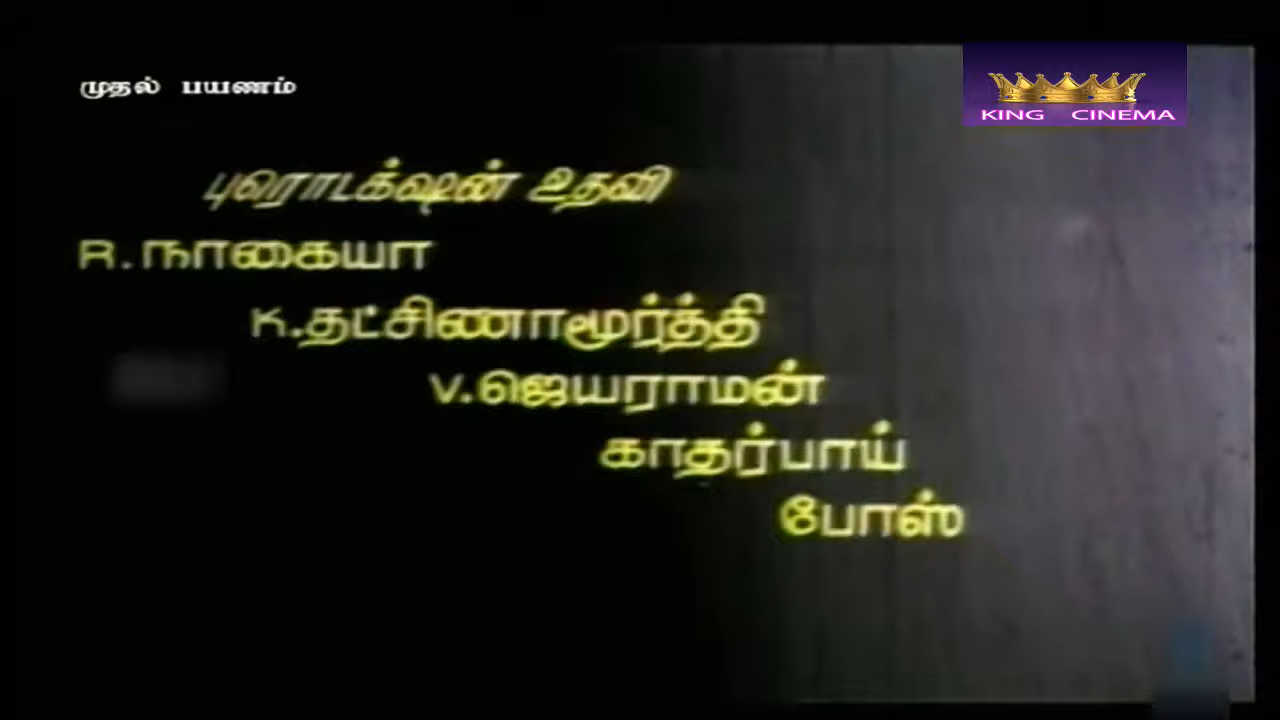 முதல் பயணம்
KING CINEMA
புரொடக்‌ஷன் உதவி
R.நாகையா
K.தட்சிணாமூர்த்தி
V.ஜெயராமன்
காதர்பாய்
போஸ்